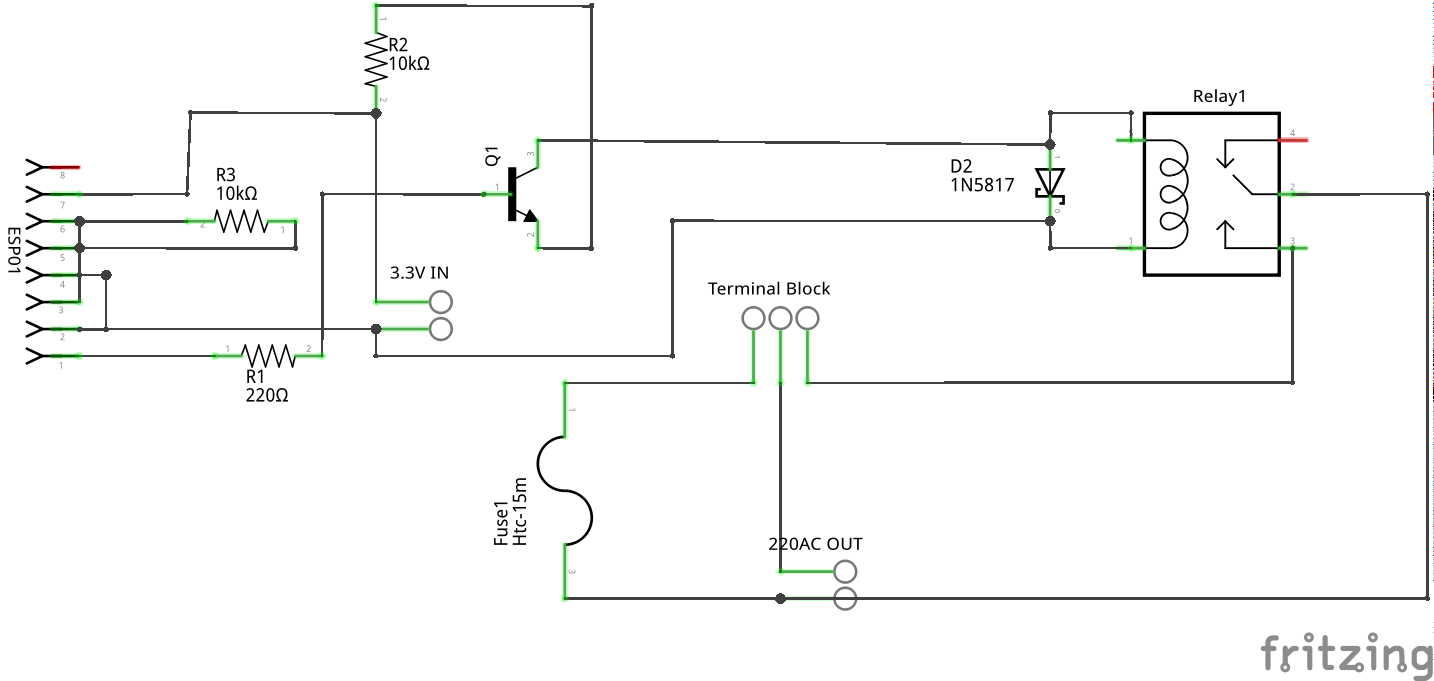 1
R2
10kΩ
2
Relay1
4
3
Q1
1
2
D2
1N5817
1
0
2
1
3
8
7
6
5
4
3
2
1
ESP01
R3
10kΩ
2
1
3.3V IN
Terminal Block
1
2
R1
220Ω
1
Fuse1
Htc-15m
3
220AC OUT
fritzing